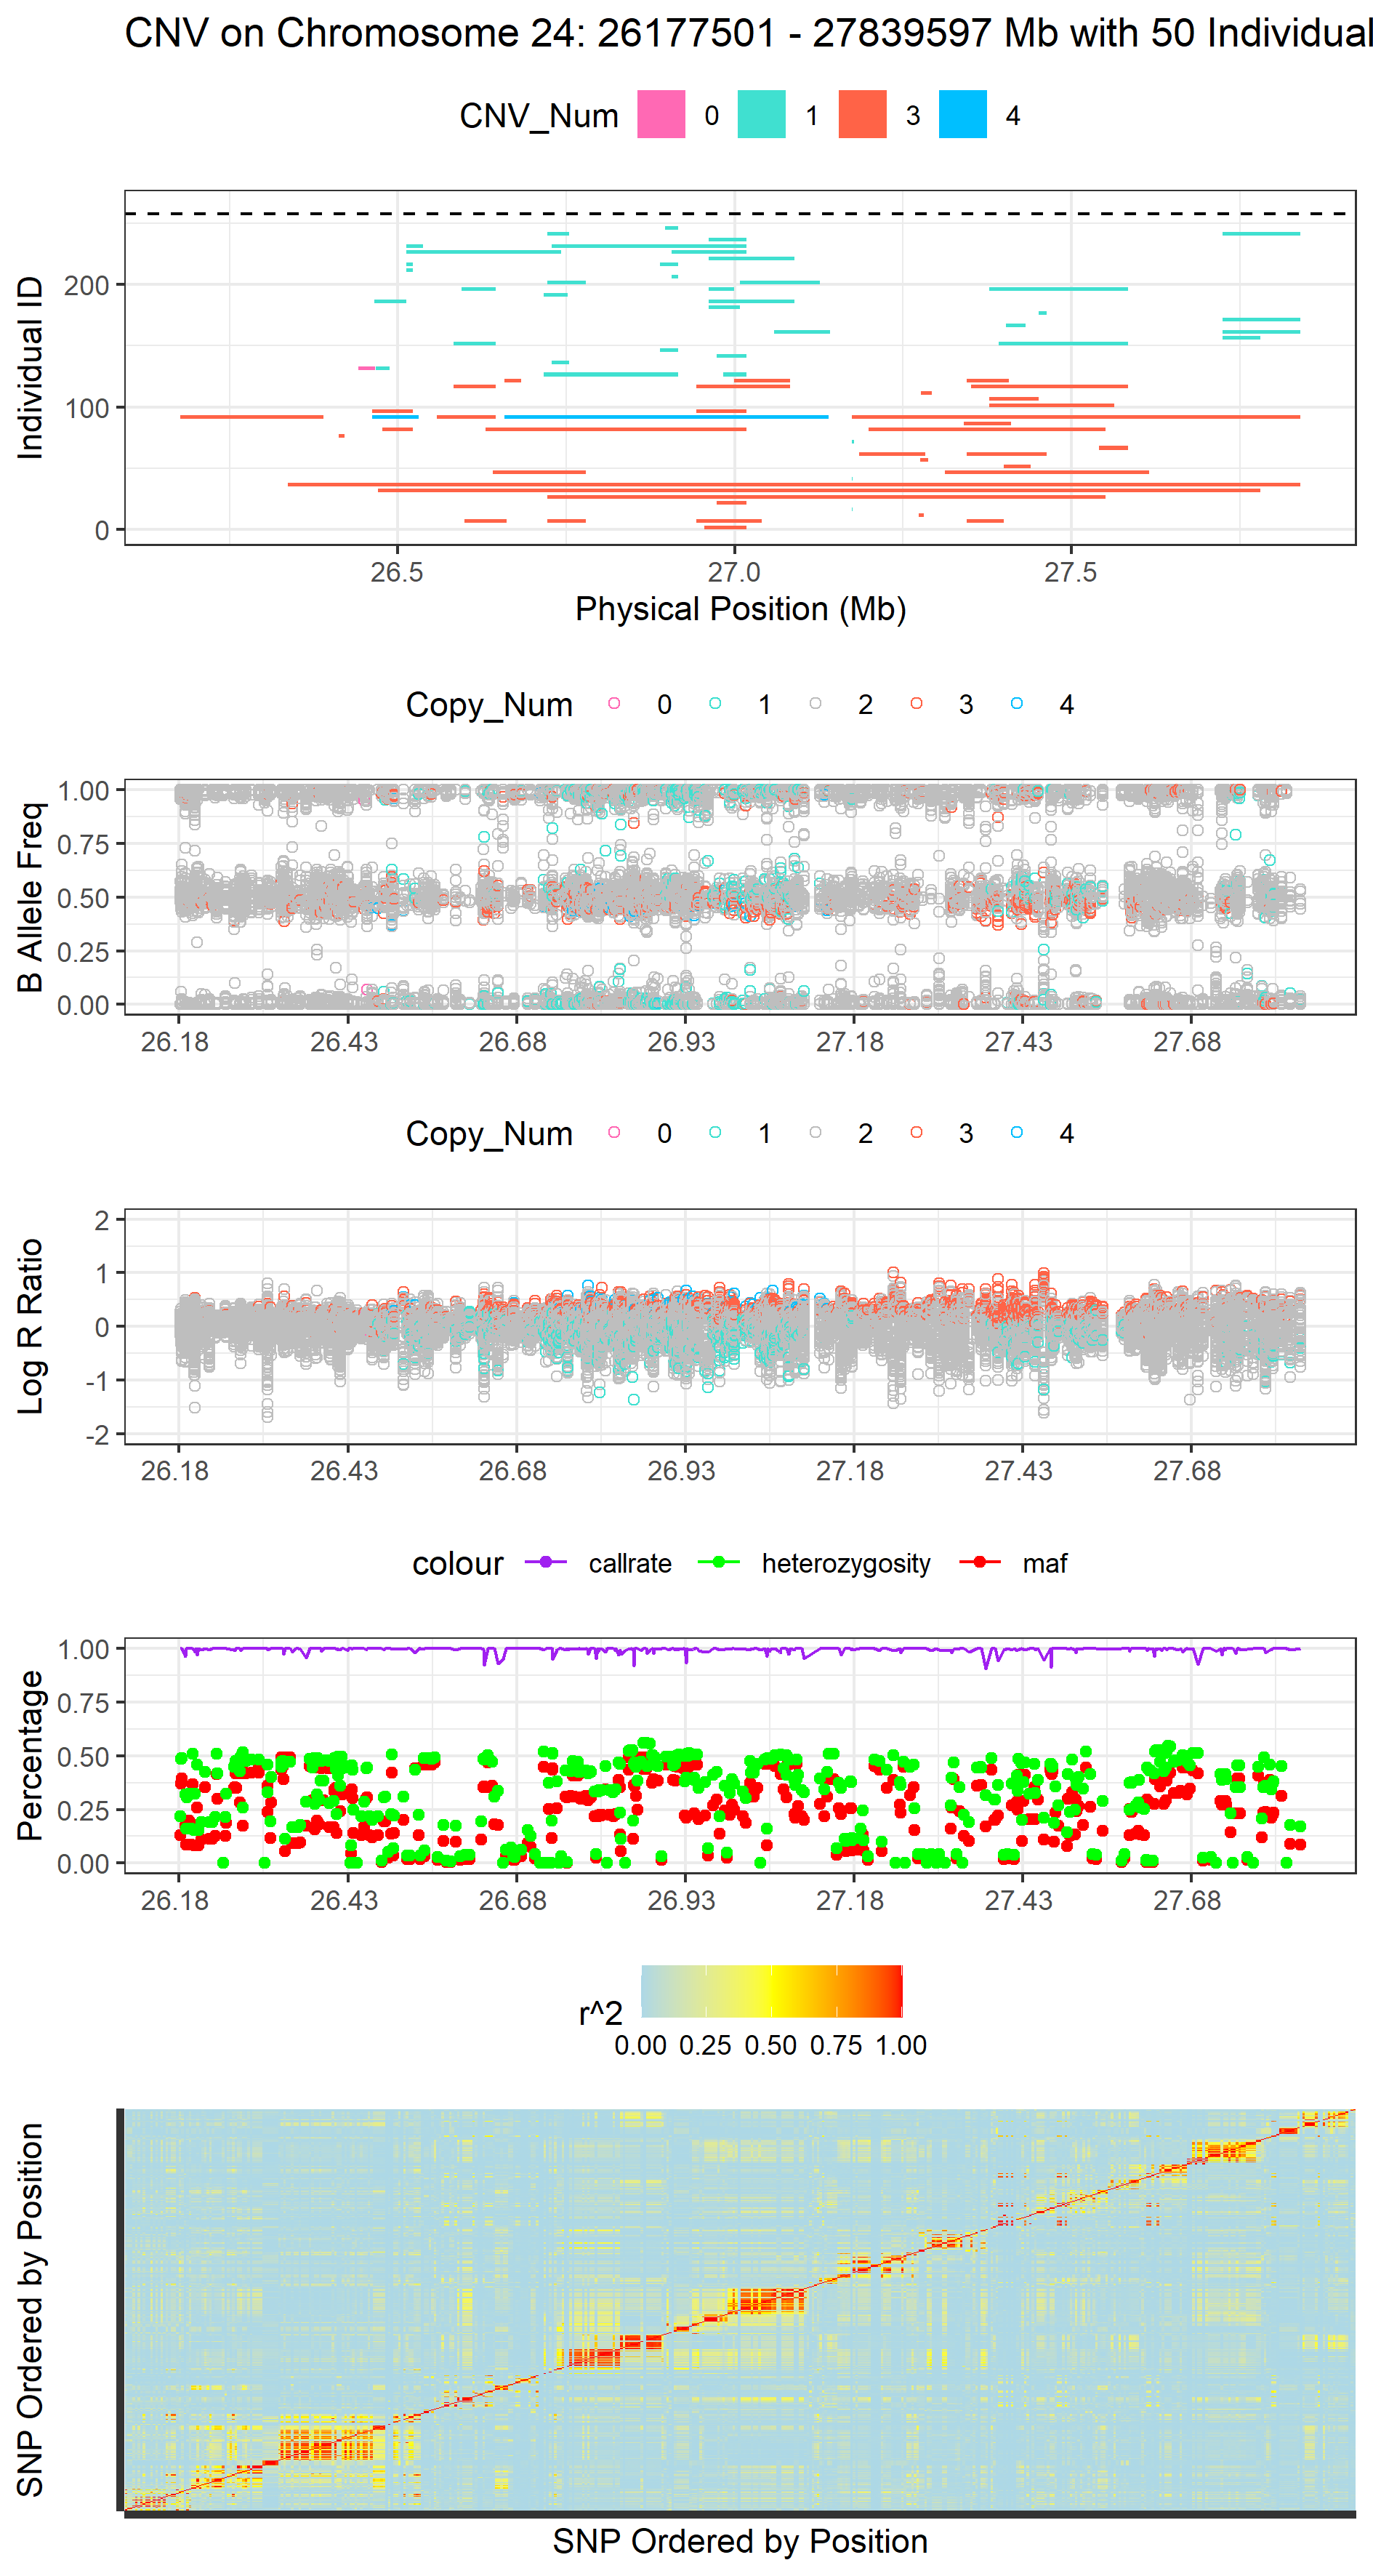 CNV on Chromosome 24: 26177501 - 27839597 Mb with 50 Individual
CNV_Num 0 1 3 4
Individual ID
200
100
0
26.5 27.0 27.5
Physical Position (Mb)
Copy_Num 0 1 2 3 4
B Allele Freq
1.00
0.75
0.50
0.25
0.00
26.18 26.43 26.68 26.93 27.18 27.43 27.68
Copy_Num 0 1 2 3 4
Log R Ratio
2
1
0
-1
-2
26.18 26.43 26.68 26.93 27.18 27.43 27.68
colour callrate heterozygosity maf
Percentage
1.00
0.75
0.50
0.25
0.00
26.18 26.43 26.68 26.93 27.18 27.43 27.68
r^2
0.00 0.25 0.50 0.75 1.00
SNP Ordered by Position
SNP Ordered by Position